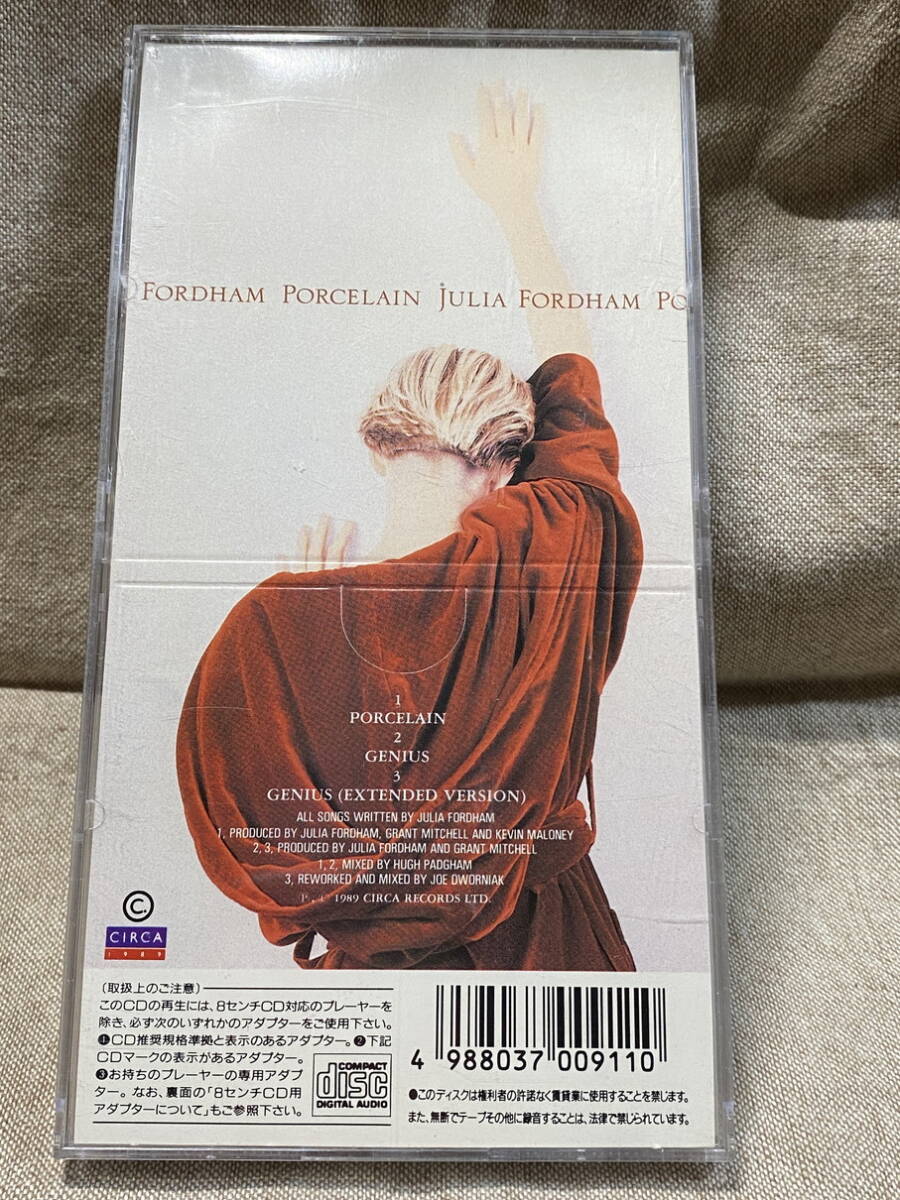 FORDHAM PORCELAIN JULIA FORDHAM PO
1
PORCELAIN
2
GENIUS
3
GENIUS (EXTENDED VERSION)
ALL SONGS WRITTEN BY JULIA FORDHAM
1, PRODUCED BY JULIA FORDHAM, GRANT MITCHELL AND KEVIN MALONEY
2, 3, PRODUCED BY JULIA FORDHAM AND GRANT MITCHELL
1, 2, MIXED BY HUGH PADGHAM
3, REWORKED AND MIXED BY JOE DWORNIAK
1989 CIRCA RECORDS LTD.
C.
CIRCA
1989
〔取扱上のご注意〕
このCDの再生には、8センチCD対応のプレーヤーを
除き、必ず次のいずれかのアダプターをご使用下さい。
❶CD推奨規格準拠と表示のあるアダプター。❷下記
CDマークの表示があるアダプター。
❸お持ちのプレーヤーの専用アダプ
ター。なお、裏面の「8センチCD用
アダプターについて」もご参照下さい。
COMPACT
disc
DIGITAL AUDIO
4 988037 009110
●このディスクは権利者の許諾なく賃貸業に使用することを禁じます。
また、無断でテープその他に録音することは、法律で禁じられています。